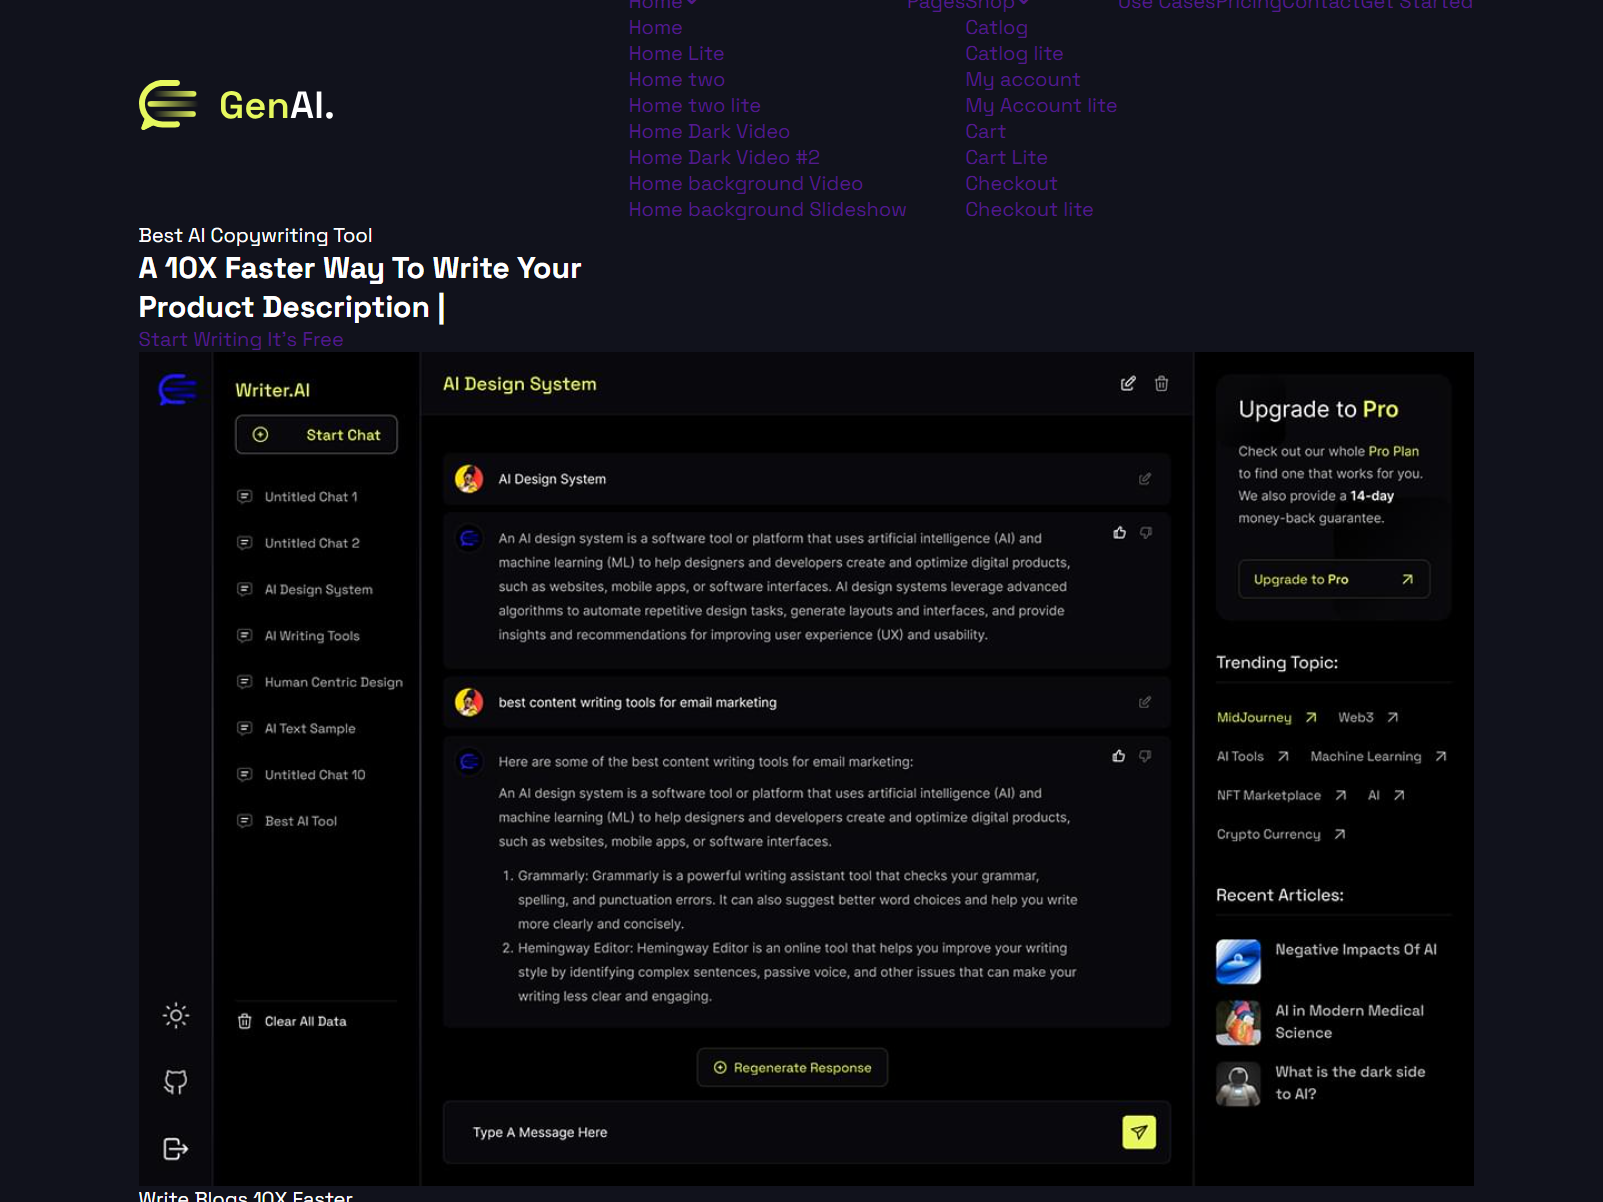 Home
Pages
Shop
Use Cases
Pricing
Contact
Get Started
Home
Home Lite
Home two
Home two lite
Home Dark Video
Home Dark Video #2
Home background Video
Home background Slideshow
Catlog
Catlog lite
My account
My Account lite
Cart
Cart Lite
Checkout
Checkout lite
GenAI.
Best AI Copywriting Tool
A 10X Faster Way To Write Your
Product Description |
Start Writing It's Free
Writer.AI
Start Chat
Untitled Chat 1
Untitled Chat 2
AI Design System
AI Writing Tools
Human Centric Design
AI Text Sample
Untitled Chat 10
Best AI Tool
Clear All Data
AI Design System
AI Design System
An AI design system is a software tool or platform that uses artificial intelligence (AI) and
machine learning (ML) to help designers and developers create and optimize digital products,
such as websites, mobile apps, or software interfaces. AI design systems leverage advanced
algorithms to automate repetitive design tasks, generate layouts and interfaces, and provide
insights and recommendations for improving user experience (UX) and usability.
best content writing tools for email marketing
Here are some of the best content writing tools for email marketing:
An AI design system is a software tool or platform that uses artificial intelligence (AI) and
machine learning (ML) to help designers and developers create and optimize digital products,
such as websites, mobile apps, or software interfaces.
1. Grammarly: Grammarly is a powerful writing assistant tool that checks your grammar,
spelling, and punctuation errors. It can also suggest better word choices and help you write
more clearly and concisely.
2. Hemingway Editor: Hemingway Editor is an online tool that helps you improve your writing
style by identifying complex sentences, passive voice, and other issues that can make your
writing less clear and engaging.
Regenerate Response
Type A Message Here
Upgrade to Pro
Check out our whole Pro Plan
to find one that works for you.
We also provide a 14-day
money-back guarantee.
Upgrade to Pro
Trending Topic:
MidJourney
Web3
AI Tools
Machine Learning
NFT Marketplace
AI
Crypto Currency
Recent Articles:
Negative Impacts Of AI
AI in Modern Medical
Science
What is the dark side
to AI?
Write Blogs 10X Faster